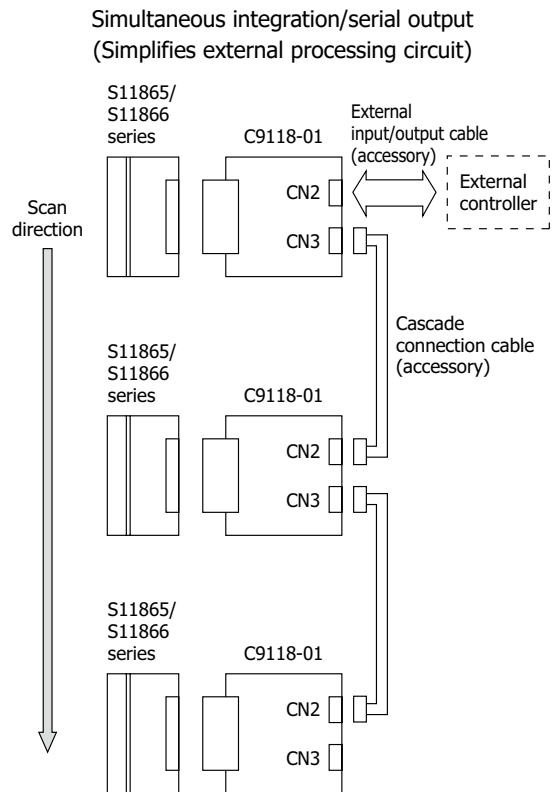 Simultaneous integration/serial output
(Simplifies external processing circuit)
S11865/
S11866
series
C9118-01
External
input/output cable
(accessory)
CN2
External
controller
CN3
Scan
direction
Cascade
connection cable
(accessory)
S11865/
S11866
series
C9118-01
CN2
CN3
S11865/
S11866
series
C9118-01
CN2
CN3